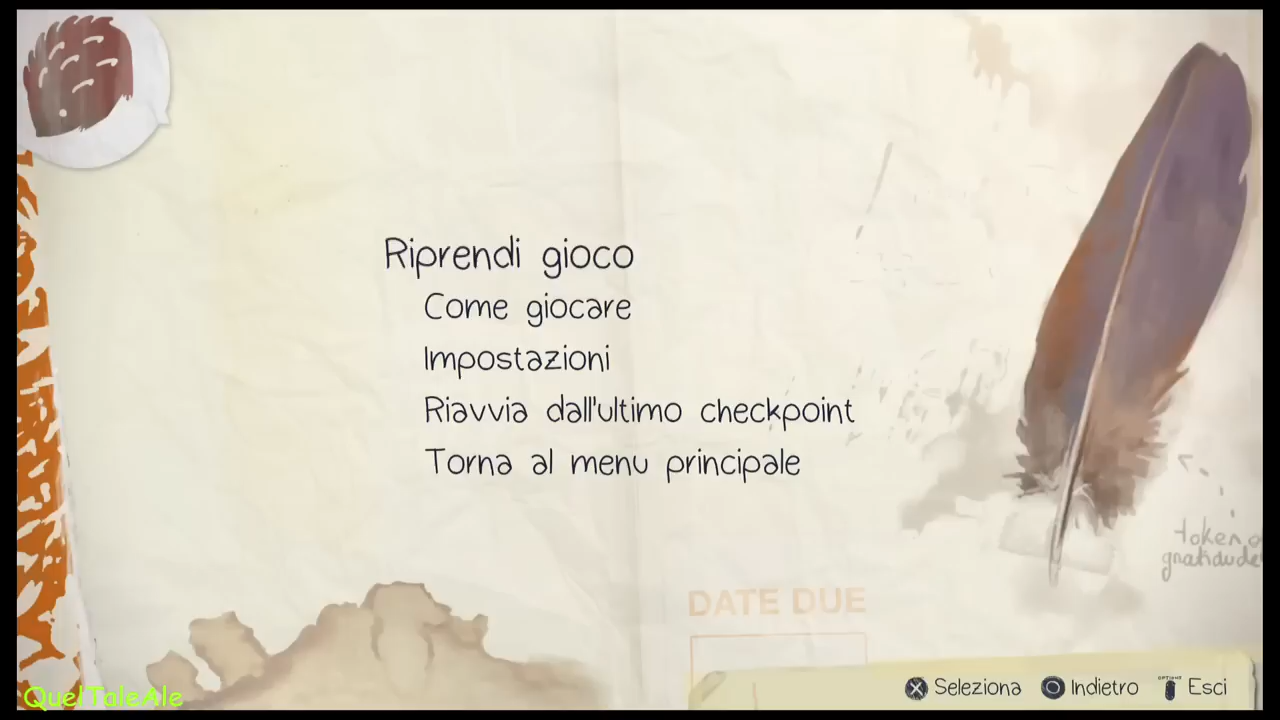 Riprendi gioco
Come giocare
Impostazioni
Riavvia dall'ultimo checkpoint
Torna al menu principale
token o
gratitude
DATE DUE
OPTIONS
Seleziona Indietro Esci
QuelTaleAle